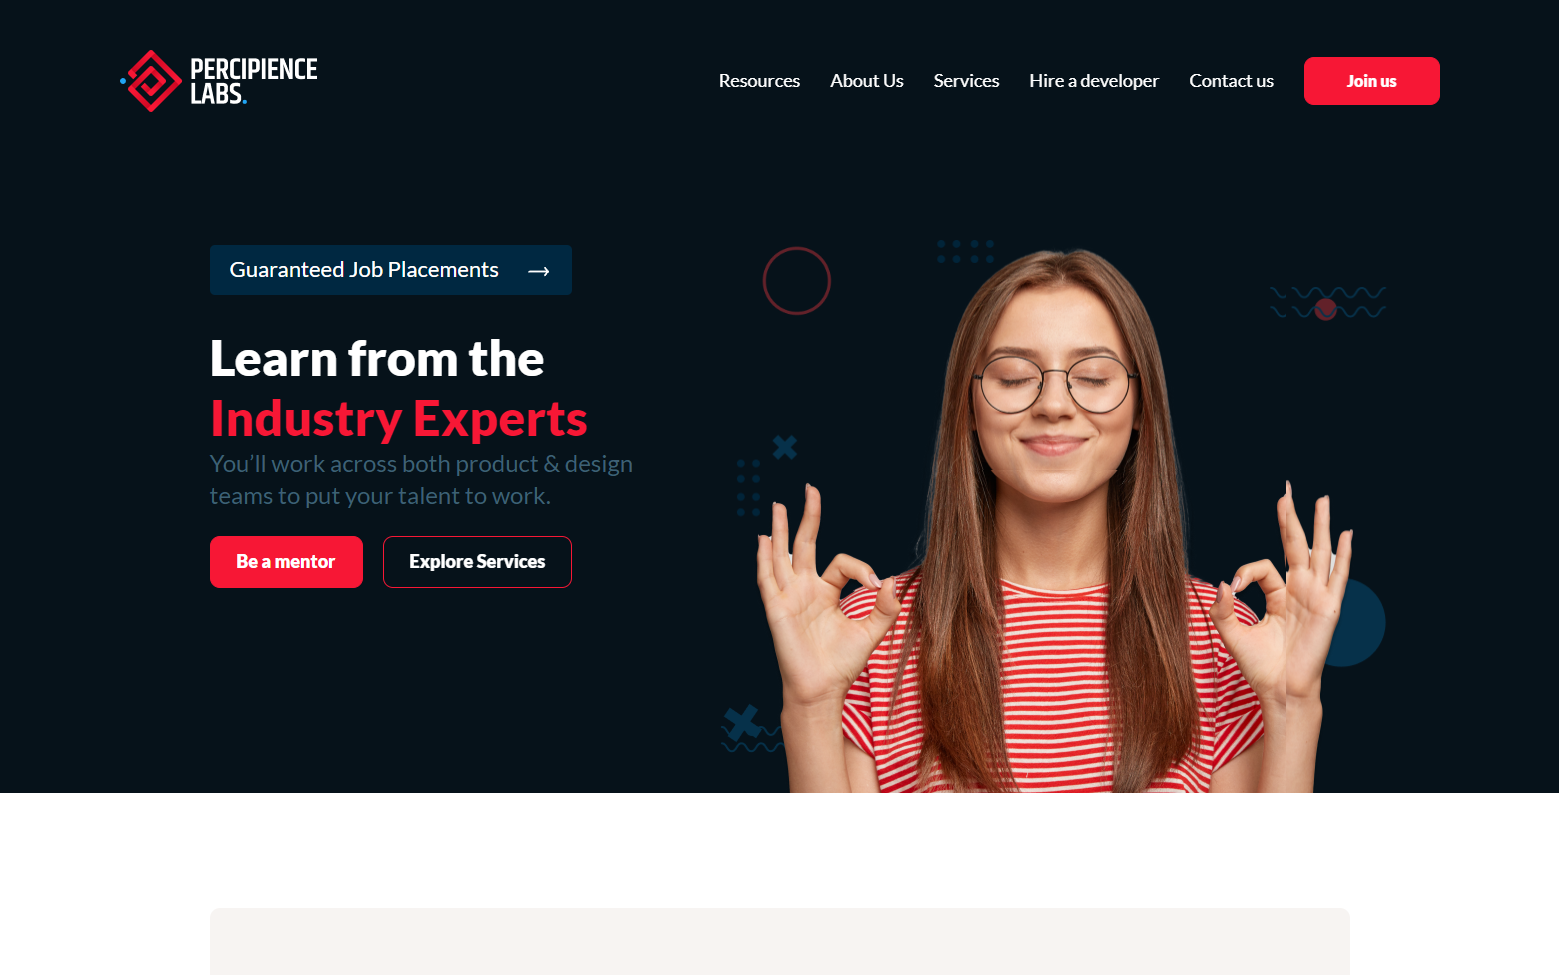 PERCIPIENCE
LABS.
Resources
About Us
Services
Hire a developer
Contact us
Join us
Guaranteed Job Placements →
Learn from the
Industry Experts
You’ll work across both product & design
teams to put your talent to work.
Be a mentor
Explore Services